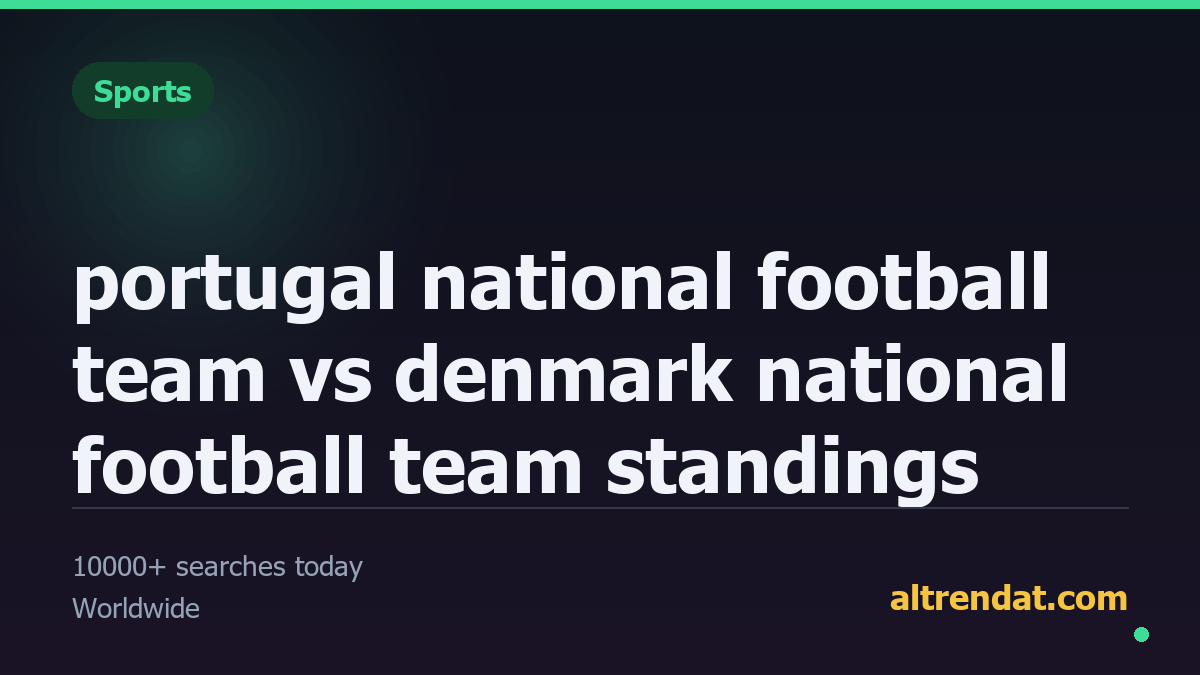 Sports
portugal national football
team vs denmark national
football team standings
10000+ searches today
Worldwide
altrendat.com